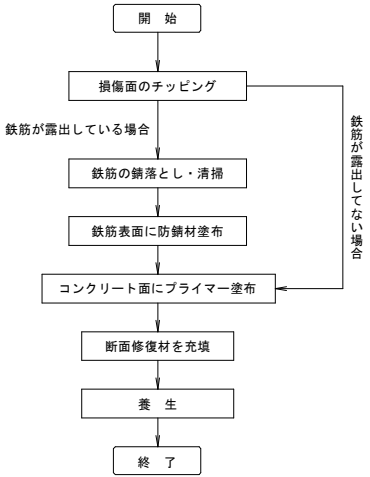 開　始
損傷面のチッピング
鉄筋が露出している場合
鉄筋が露出してない場合
鉄筋の錆落とし・清掃
鉄筋表面に防錆材塗布
コンクリート面にプライマー塗布
断面修復材を充填
養　生
終　了